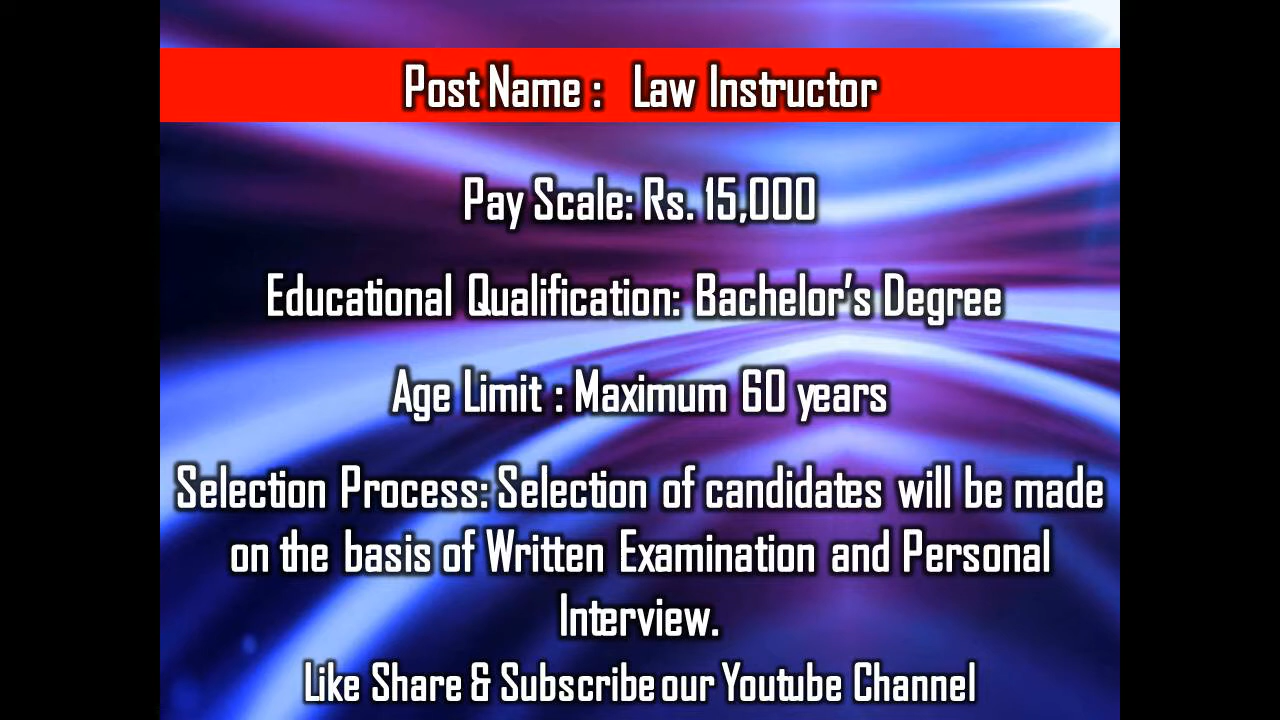 Post Name : Law Instructor
Pay Scale: Rs. 15,000
Educational Qualification: Bachelor's Degree
Age Limit : Maximum 60 years
Selection Process: Selection of candidates will be made
on the basis of Written Examination and Personal
Interview.
Like Share & Subscribe our Youtube Channel